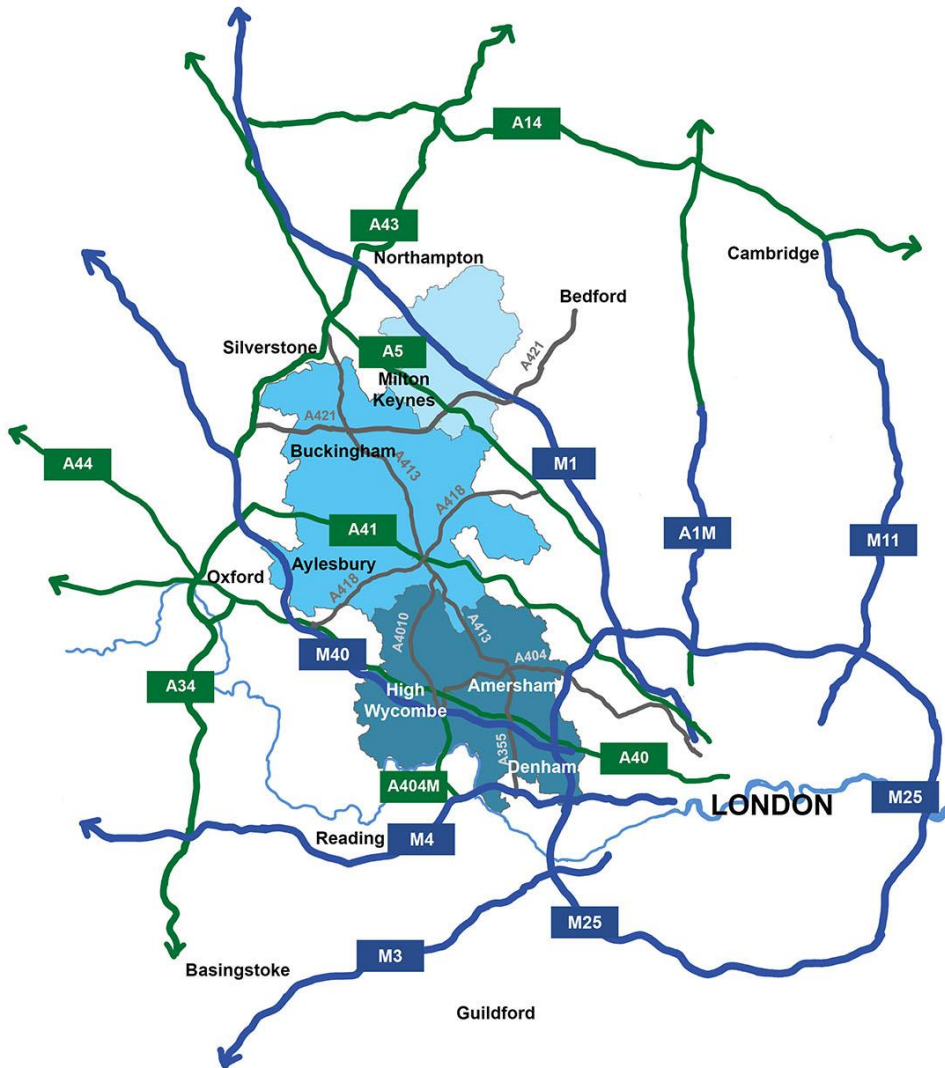 A14
A43
Northampton
Cambridge
Bedford
Silverstone
A5
A421
Milton
Keynes
A421
Buckingham
A413
A44
M1
A418
A41
A1M
M11
Aylesbury
Oxford
A418
A4010
A413
M40
A404
A34
High
Wycombe
Amersham
A355
Denham
A40
A404M
LONDON
M25
Reading
M4
M25
M3
Basingstoke
Guildford